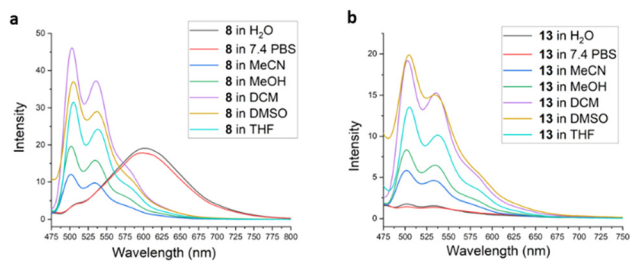 a
50
40
30
20
10
0
Intensity
475 500 525 550 575 600 625 650 675 700 725 750 775 800
Wavelength (nm)
8 in H₂O
8 in 7.4 PBS
8 in MeCN
8 in MeOH
8 in DCM
8 in DMSO
8 in THF
b
20
15
10
5
0
Intensity
475 500 525 550 575 600 625 650 675 700 725 750
Wavelength (nm)
13 in H₂O
13 in 7.4 PBS
13 in MeCN
13 in MeOH
13 in DCM
13 in DMSO
13 in THF